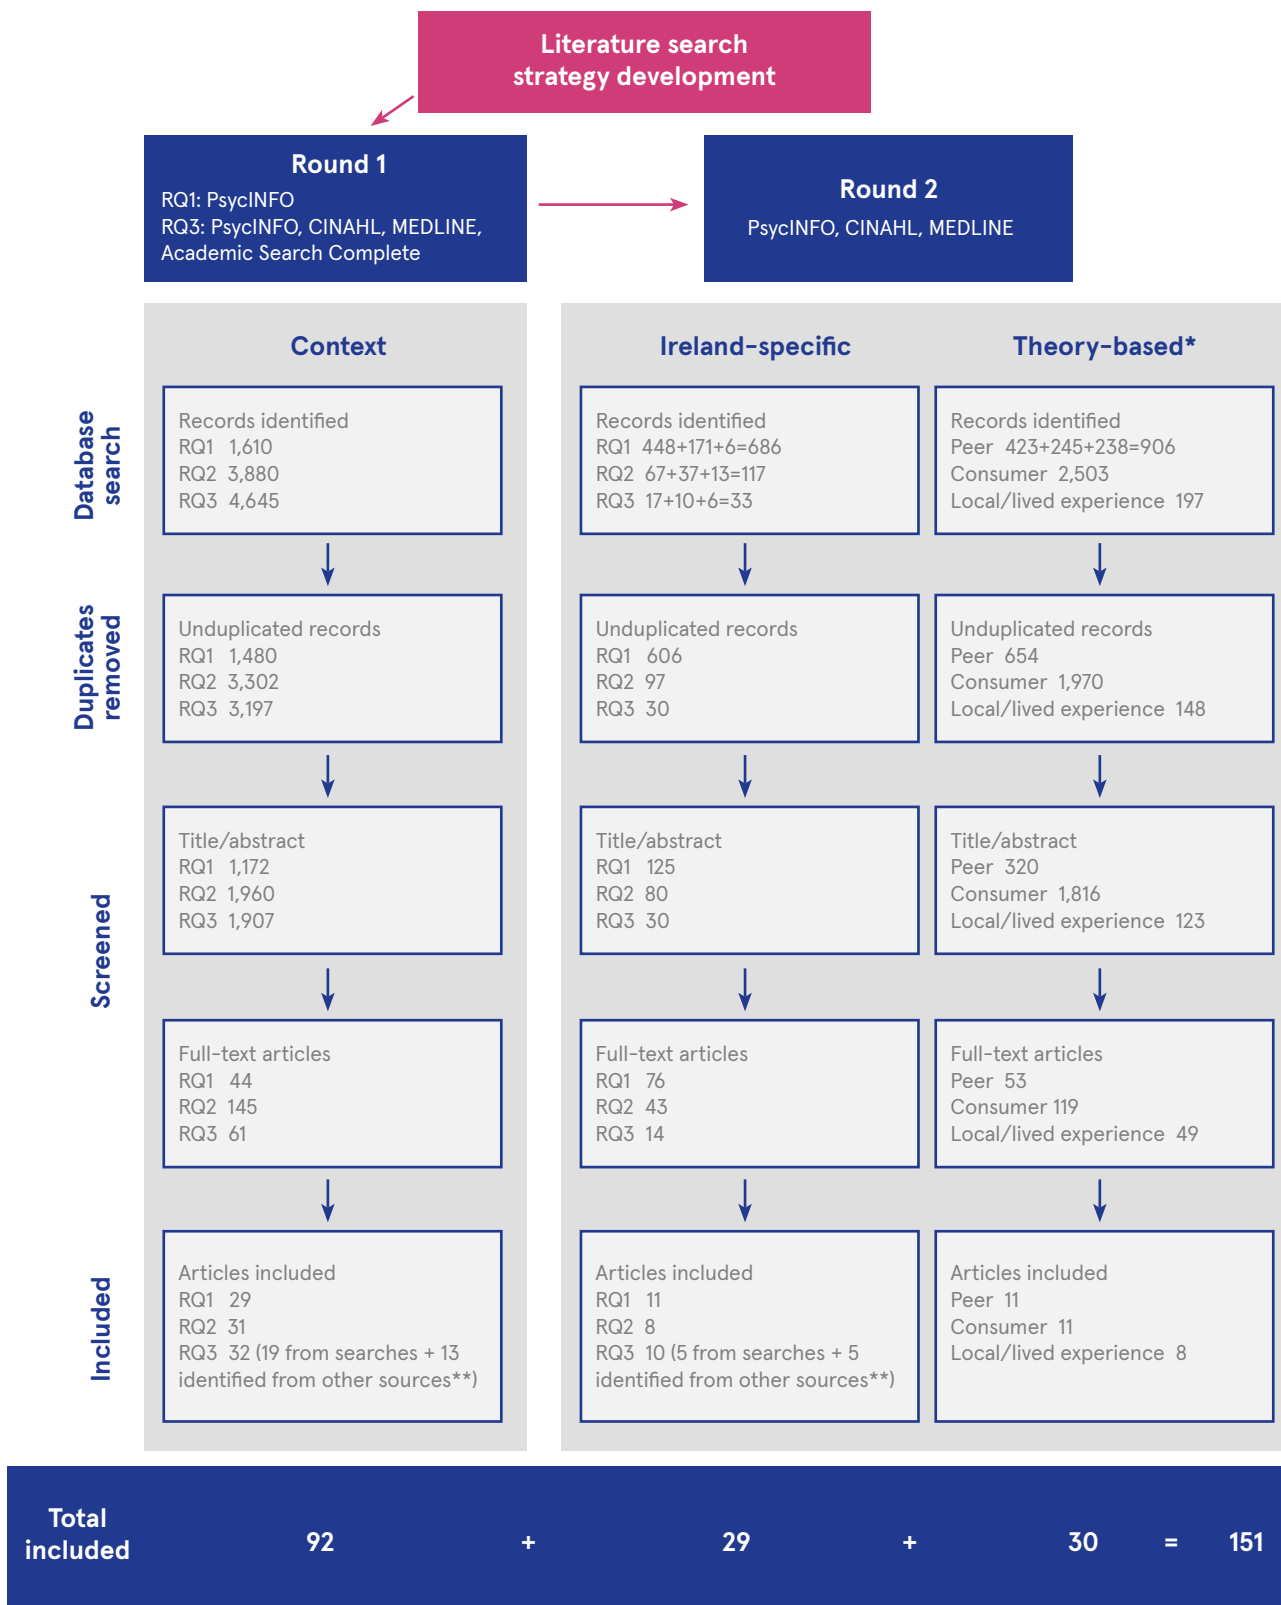 Literature search
strategy development
Round 1
RQ1: PsycINFO
RQ3: PsycINFO, CINAHL, MEDLINE,
Academic Search Complete
Round 2
PsycINFO, CINAHL, MEDLINE
Context
Ireland-specific
Theory-based*
Database
search
Records identified
RQ1 1,610
RQ2 3,880
RQ3 4,645
Records identified
RQ1 448+171+6=686
RQ2 67+37+13=117
RQ3 17+10+6=33
Records identified
Peer 423+245+238=906
Consumer 2,503
Local/lived experience 197
Duplicates
removed
Unduplicated records
RQ1 1,480
RQ2 3,302
RQ3 3,197
Unduplicated records
RQ1 606
RQ2 97
RQ3 30
Unduplicated records
Peer 654
Consumer 1,970
Local/lived experience 148
Screened
Title/abstract
RQ1 1,172
RQ2 1,960
RQ3 1,907
Title/abstract
RQ1 125
RQ2 80
RQ3 30
Title/abstract
Peer 320
Consumer 1,816
Local/lived experience 123
Full-text articles
RQ1 44
RQ2 145
RQ3 61
Full-text articles
RQ1 76
RQ2 43
RQ3 14
Full-text articles
Peer 53
Consumer 119
Local/lived experience 49
Included
Articles included
RQ1 29
RQ2 31
RQ3 32 (19 from searches + 13
identified from other sources**)
Articles included
RQ1 11
RQ2 8
RQ3 10 (5 from searches + 5
identified from other sources**)
Articles included
Peer 11
Consumer 11
Local/lived experience 8
Total
included
92 + 29 + 30 = 151